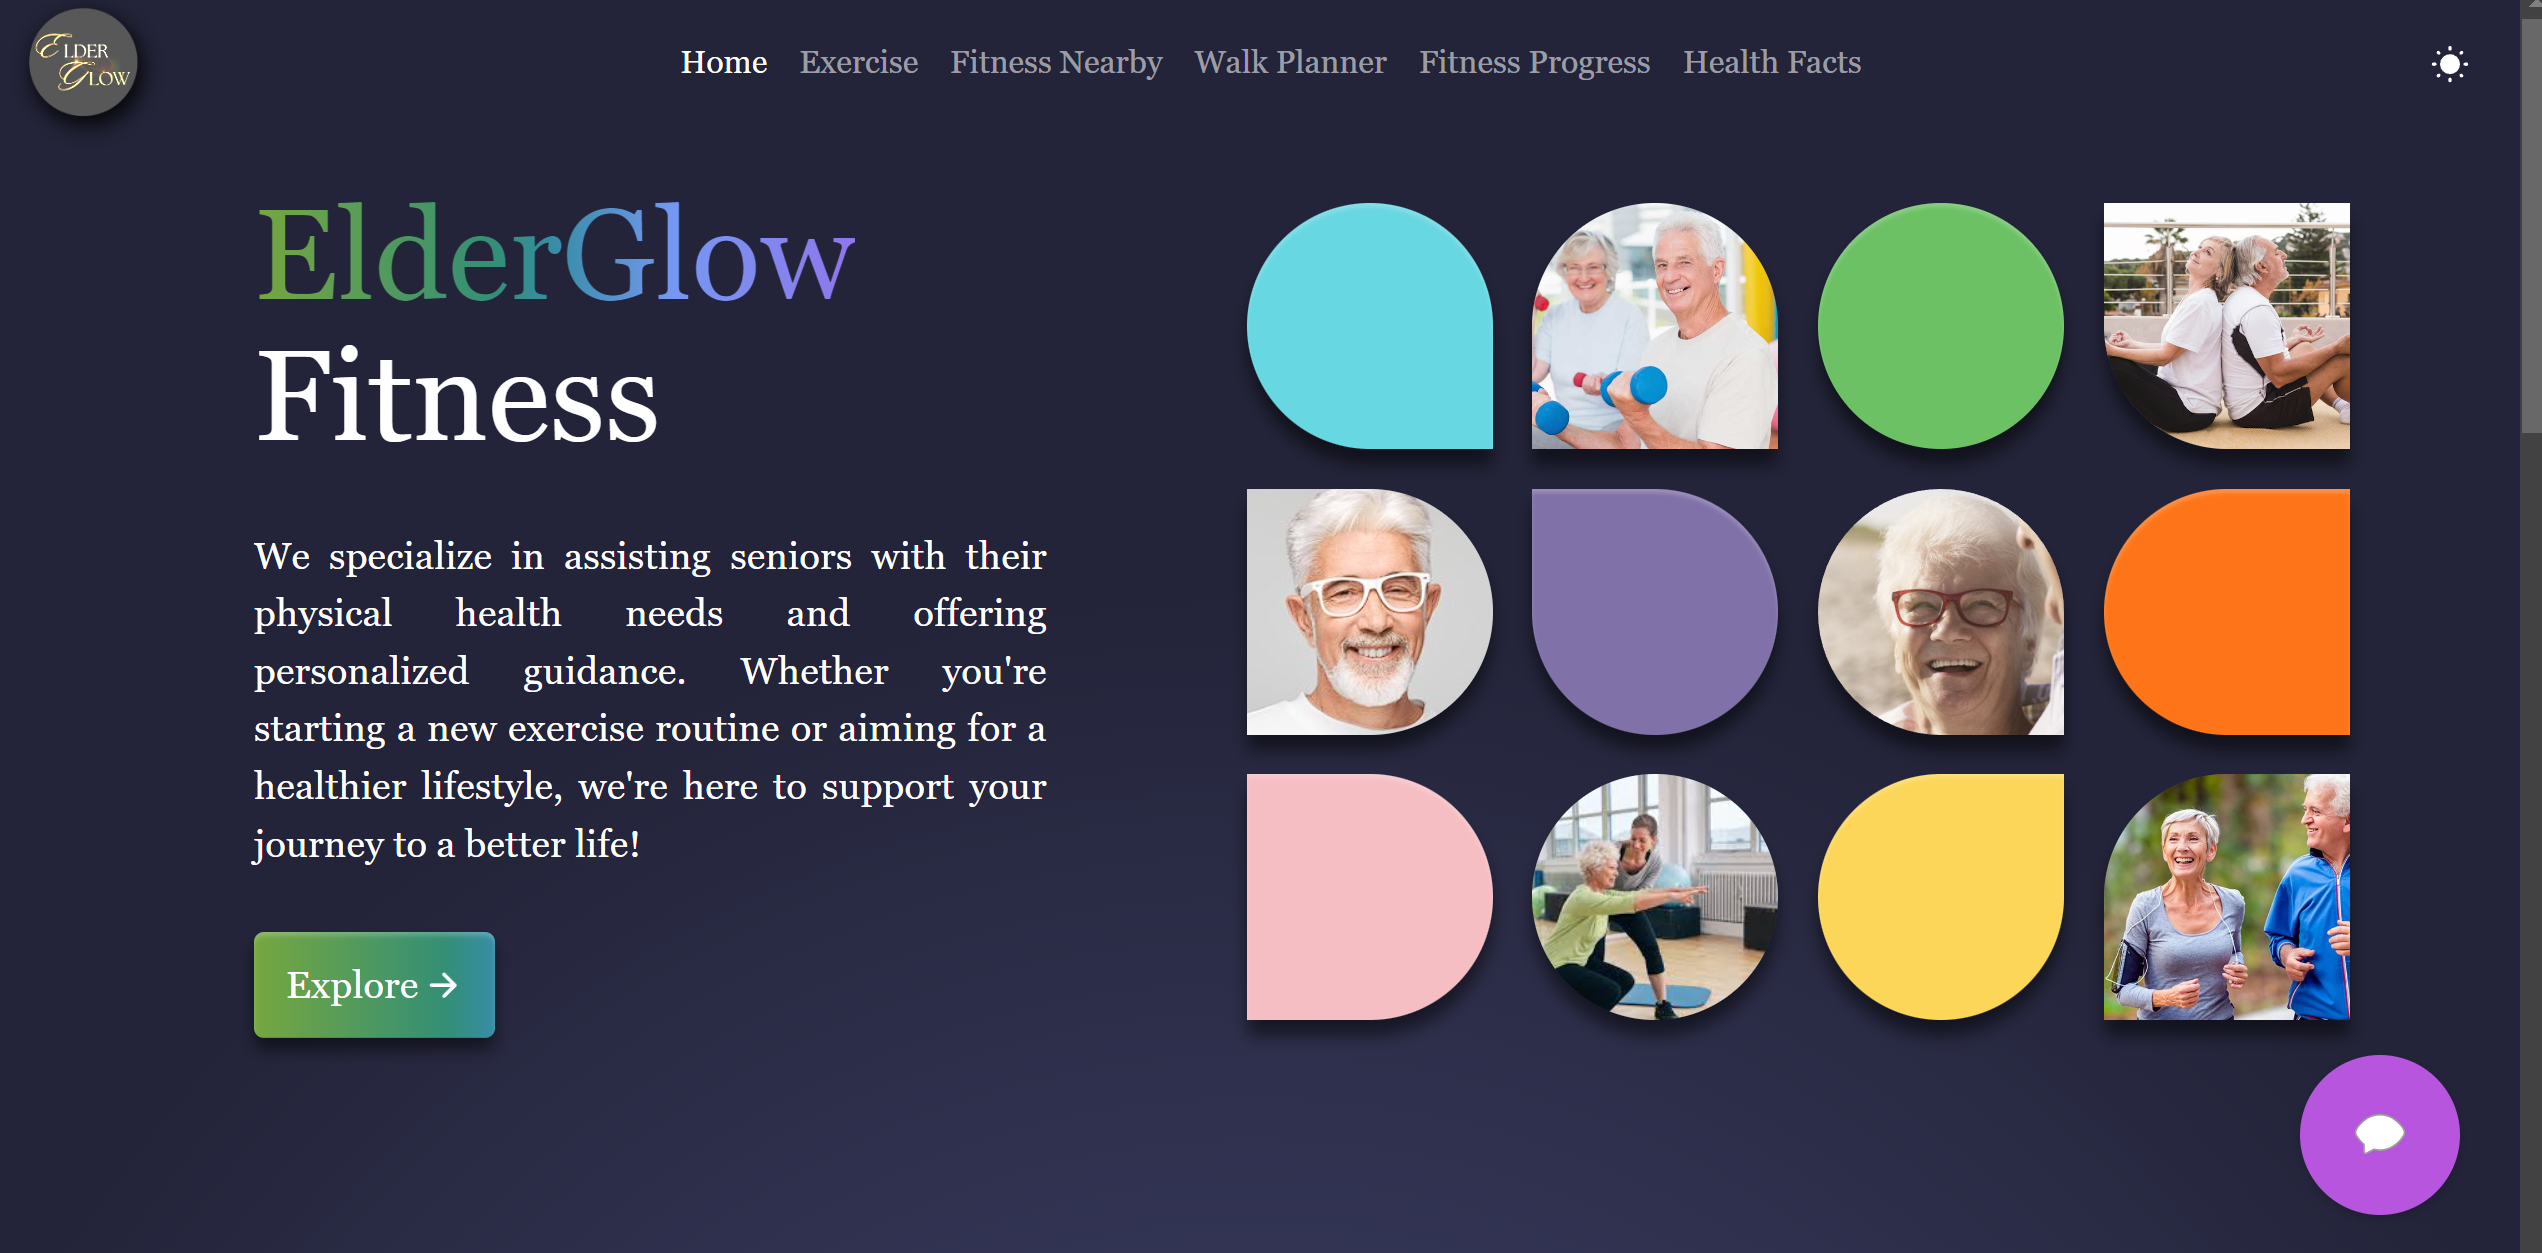 ELDER
GLOW
Home Exercise Fitness Nearby Walk Planner Fitness Progress Health Facts
ElderGlow
Fitness
We specialize in assisting seniors with their
physical health needs and offering
personalized guidance. Whether you're
starting a new exercise routine or aiming for a
healthier lifestyle, we're here to support your
journey to a better life!
Explore →